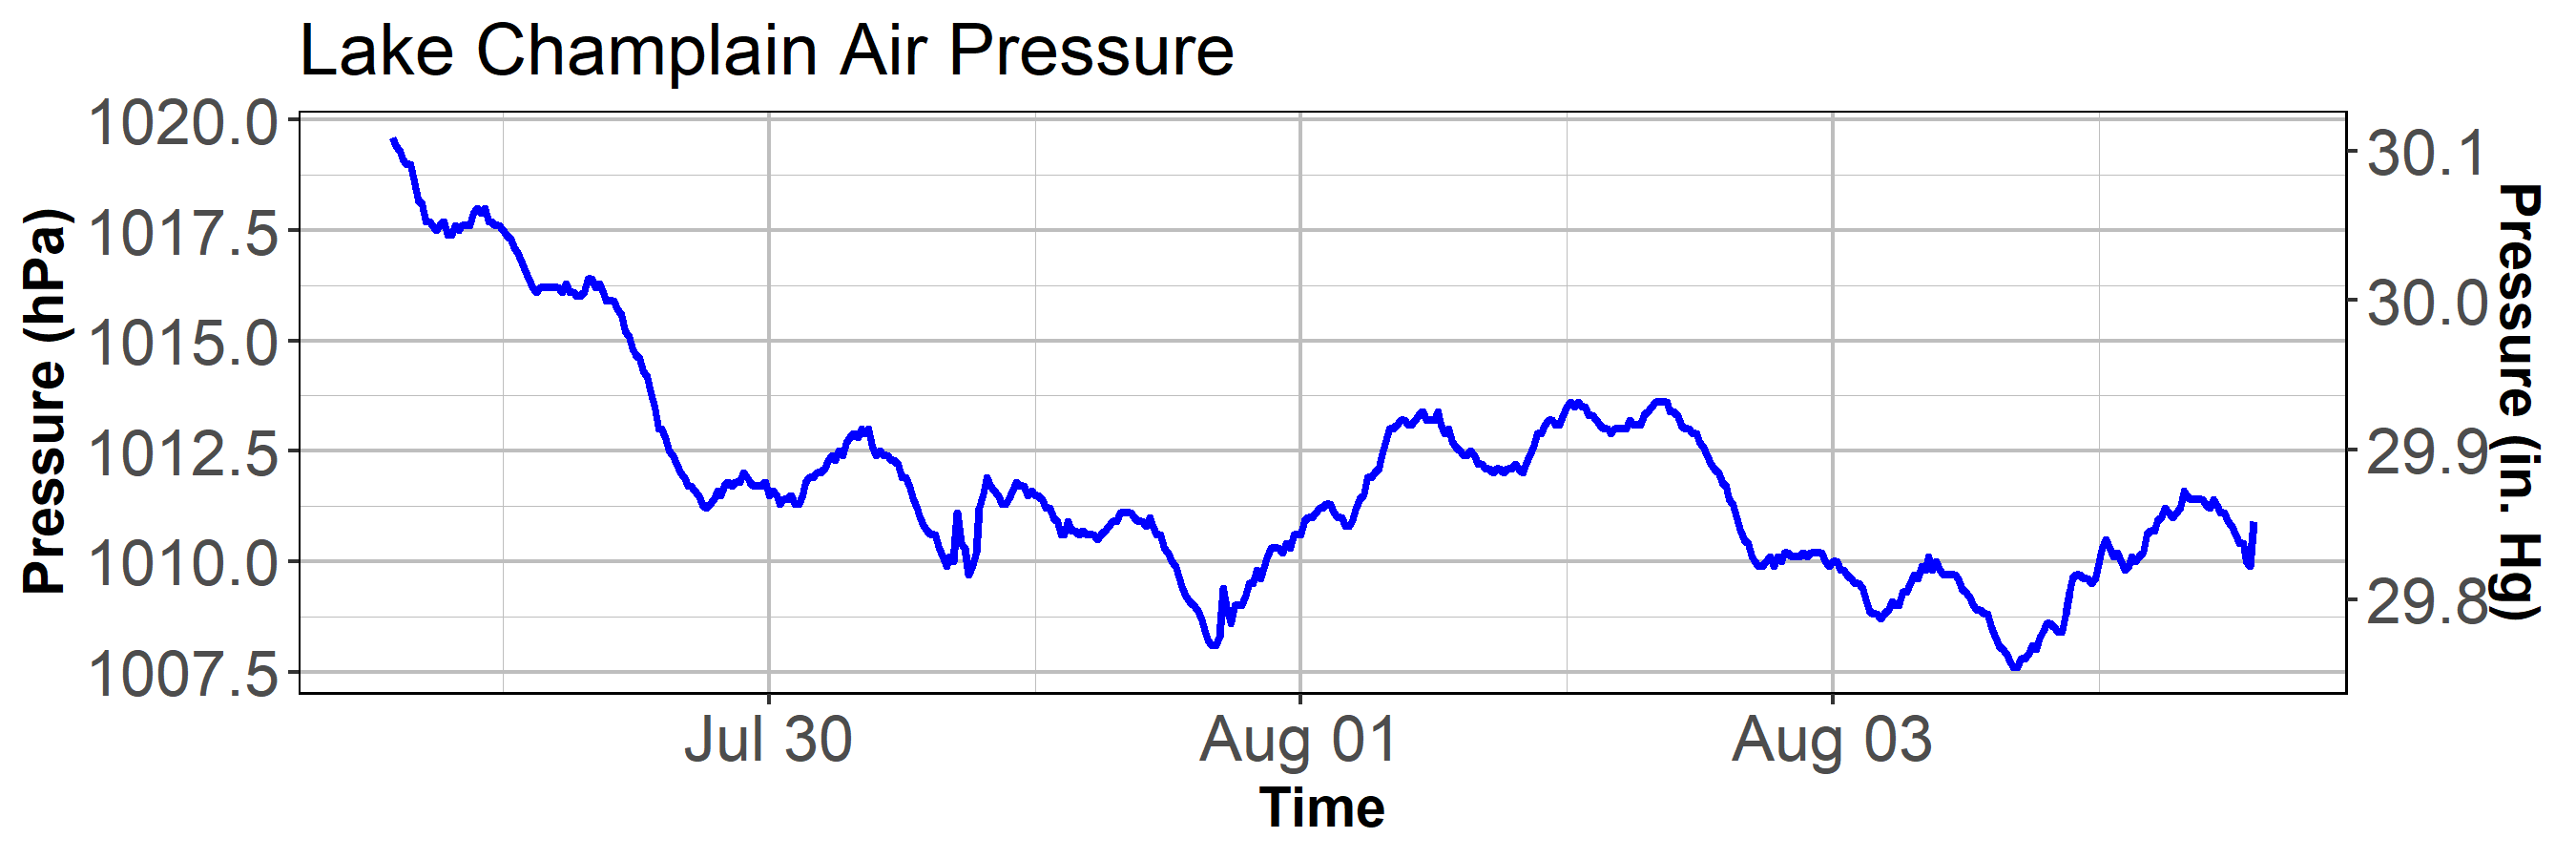 Lake Champlain Air Pressure
Pressure (hPa)
1020.0
1017.5
1015.0
1012.5
1010.0
1007.5
30.1
30.0
29.9
29.8
Pressure (in. Hg)
Jul 30 Aug 01 Aug 03
Time